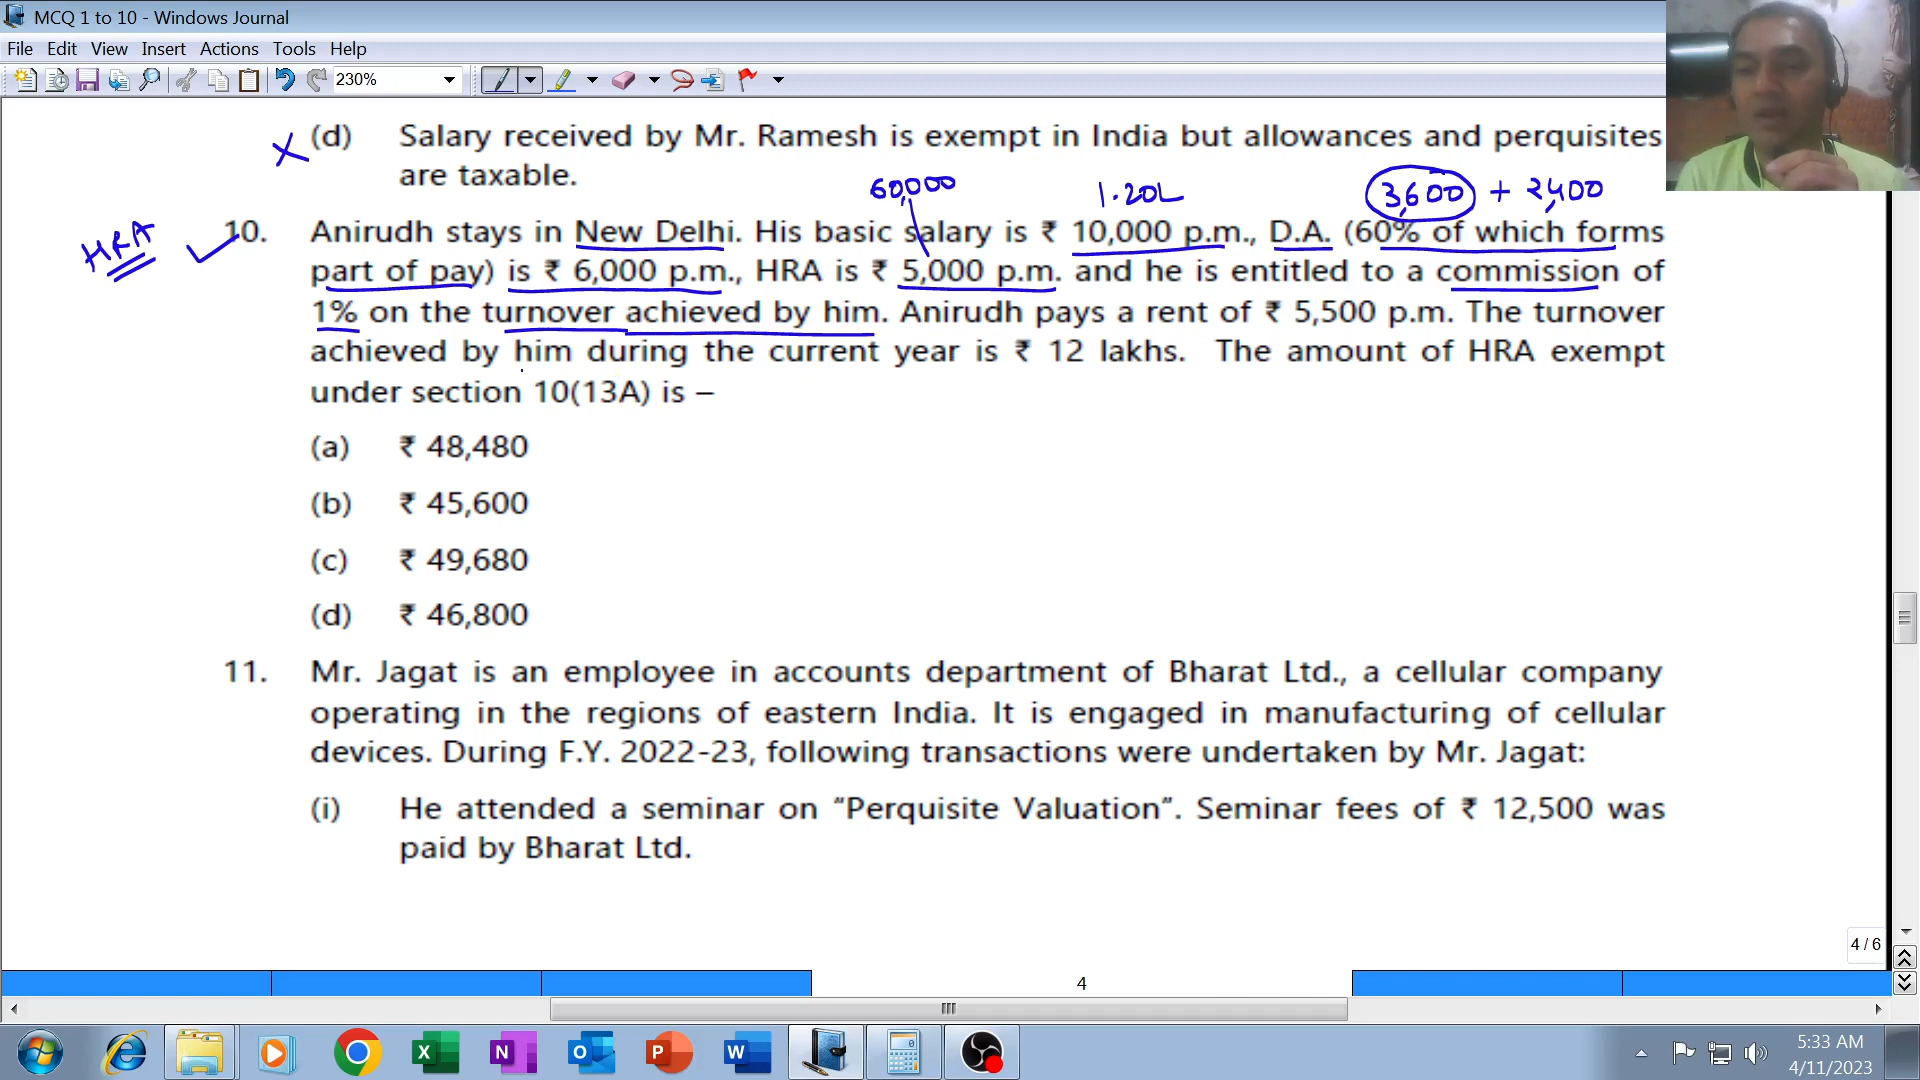 MCQ 1 to 10 - Windows Journal
File Edit View Insert Actions Tools Help
230%
(d) Salary received by Mr. Ramesh is exempt in India but allowances and perquisites
are taxable.
60,000 1.20L 3,600 + 2,400
HRA
10. Anirudh stays in New Delhi. His basic salary is ₹ 10,000 p.m., D.A. (60% of which forms
part of pay) is ₹ 6,000 p.m., HRA is ₹ 5,000 p.m. and he is entitled to a commission of
1% on the turnover achieved by him. Anirudh pays a rent of ₹ 5,500 p.m. The turnover
achieved by him during the current year is ₹ 12 lakhs. The amount of HRA exempt
under section 10(13A) is –
(a) ₹ 48,480
(b) ₹ 45,600
(c) ₹ 49,680
(d) ₹ 46,800
11. Mr. Jagat is an employee in accounts department of Bharat Ltd., a cellular company
operating in the regions of eastern India. It is engaged in manufacturing of cellular
devices. During F.Y. 2022-23, following transactions were undertaken by Mr. Jagat:
(i) He attended a seminar on “Perquisite Valuation”. Seminar fees of ₹ 12,500 was
paid by Bharat Ltd.
4 / 6
4
5:33 AM
4/11/2023